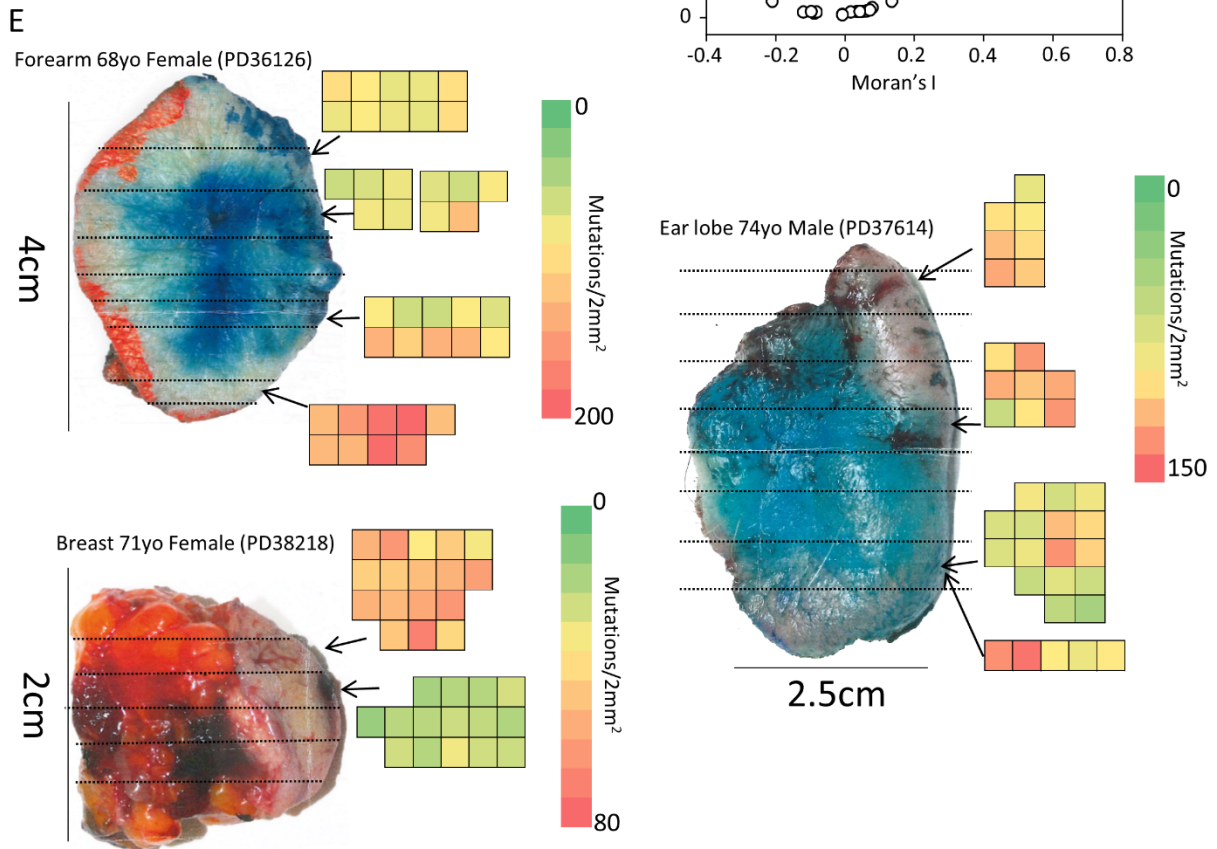 E
0
-0.4 -0.2 0 0.2 0.4 0.6 0.8
Moran's I
Forearm 68yo Female (PD36126)
4cm
0
Mutations/2mm²
200
Breast 71yo Female (PD38218)
2cm
0
Mutations/2mm²
80
Ear lobe 74yo Male (PD37614)
2.5cm
0
Mutations/2mm²
150